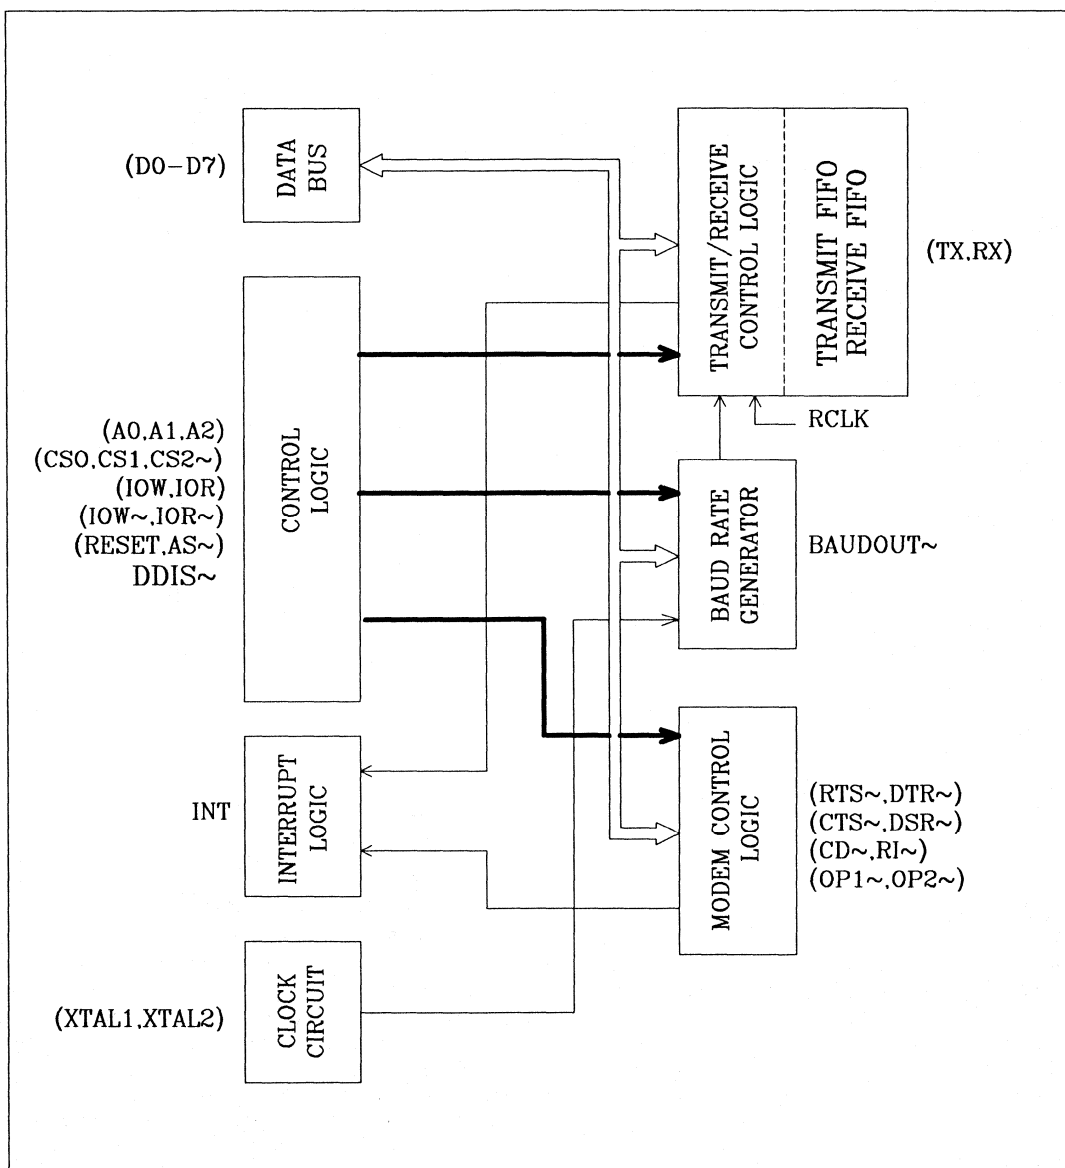 (D0-D7)
DATA
BUS
TRANSMIT/RECEIVE
CONTROL LOGIC
TRANSMIT FIFO
RECEIVE FIFO
(TX,RX)
(A0,A1,A2)
(CS0,CS1,CS2~)
(IOW,IOR)
(IOW~,IOR~)
(RESET,AS~)
DDIS~
CONTROL
LOGIC
RCLK
BAUD RATE
GENERATOR
BAUDOUT~
INT
INTERRUPT
LOGIC
MODEM CONTROL
LOGIC
(RTS~,DTR~)
(CTS~,DSR~)
(CD~,RI~)
(OP1~,OP2~)
(XTAL1,XTAL2)
CLOCK
CIRCUIT